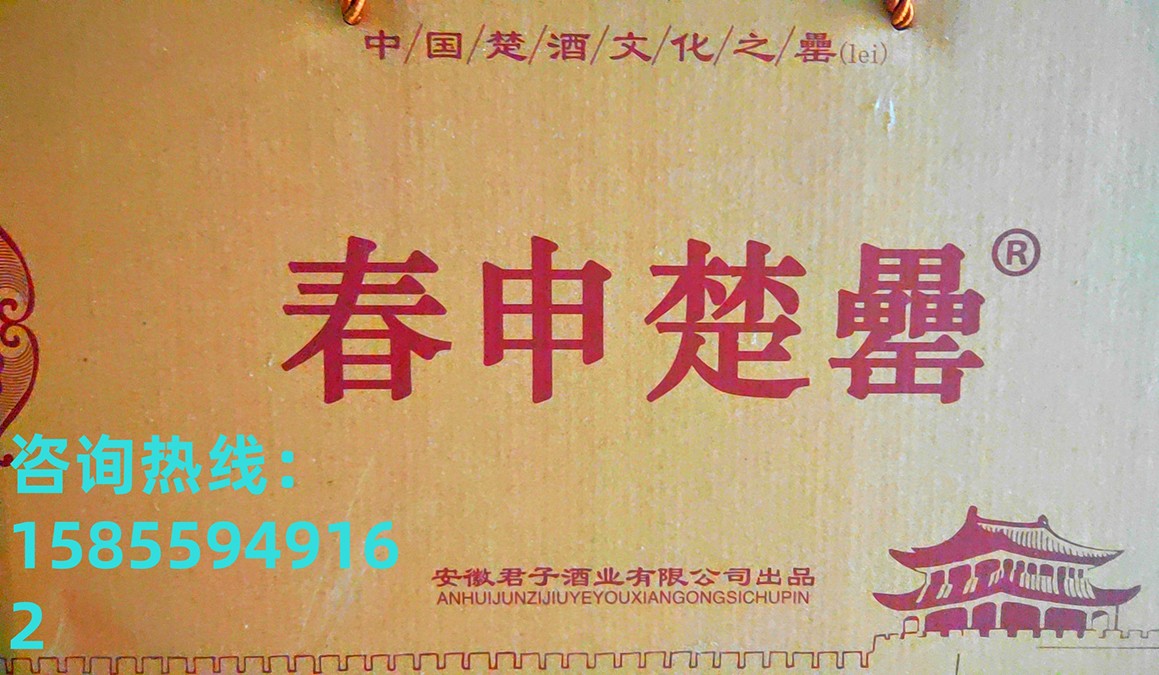 中/国/楚/酒/文/化/之/罍(lei)
春申楚罍®
咨询热线：
1585594916
2
安徽君子酒业有限公司出品
ANHUIJUNZIJIUYEYOUXIANGONGSICHUPIN